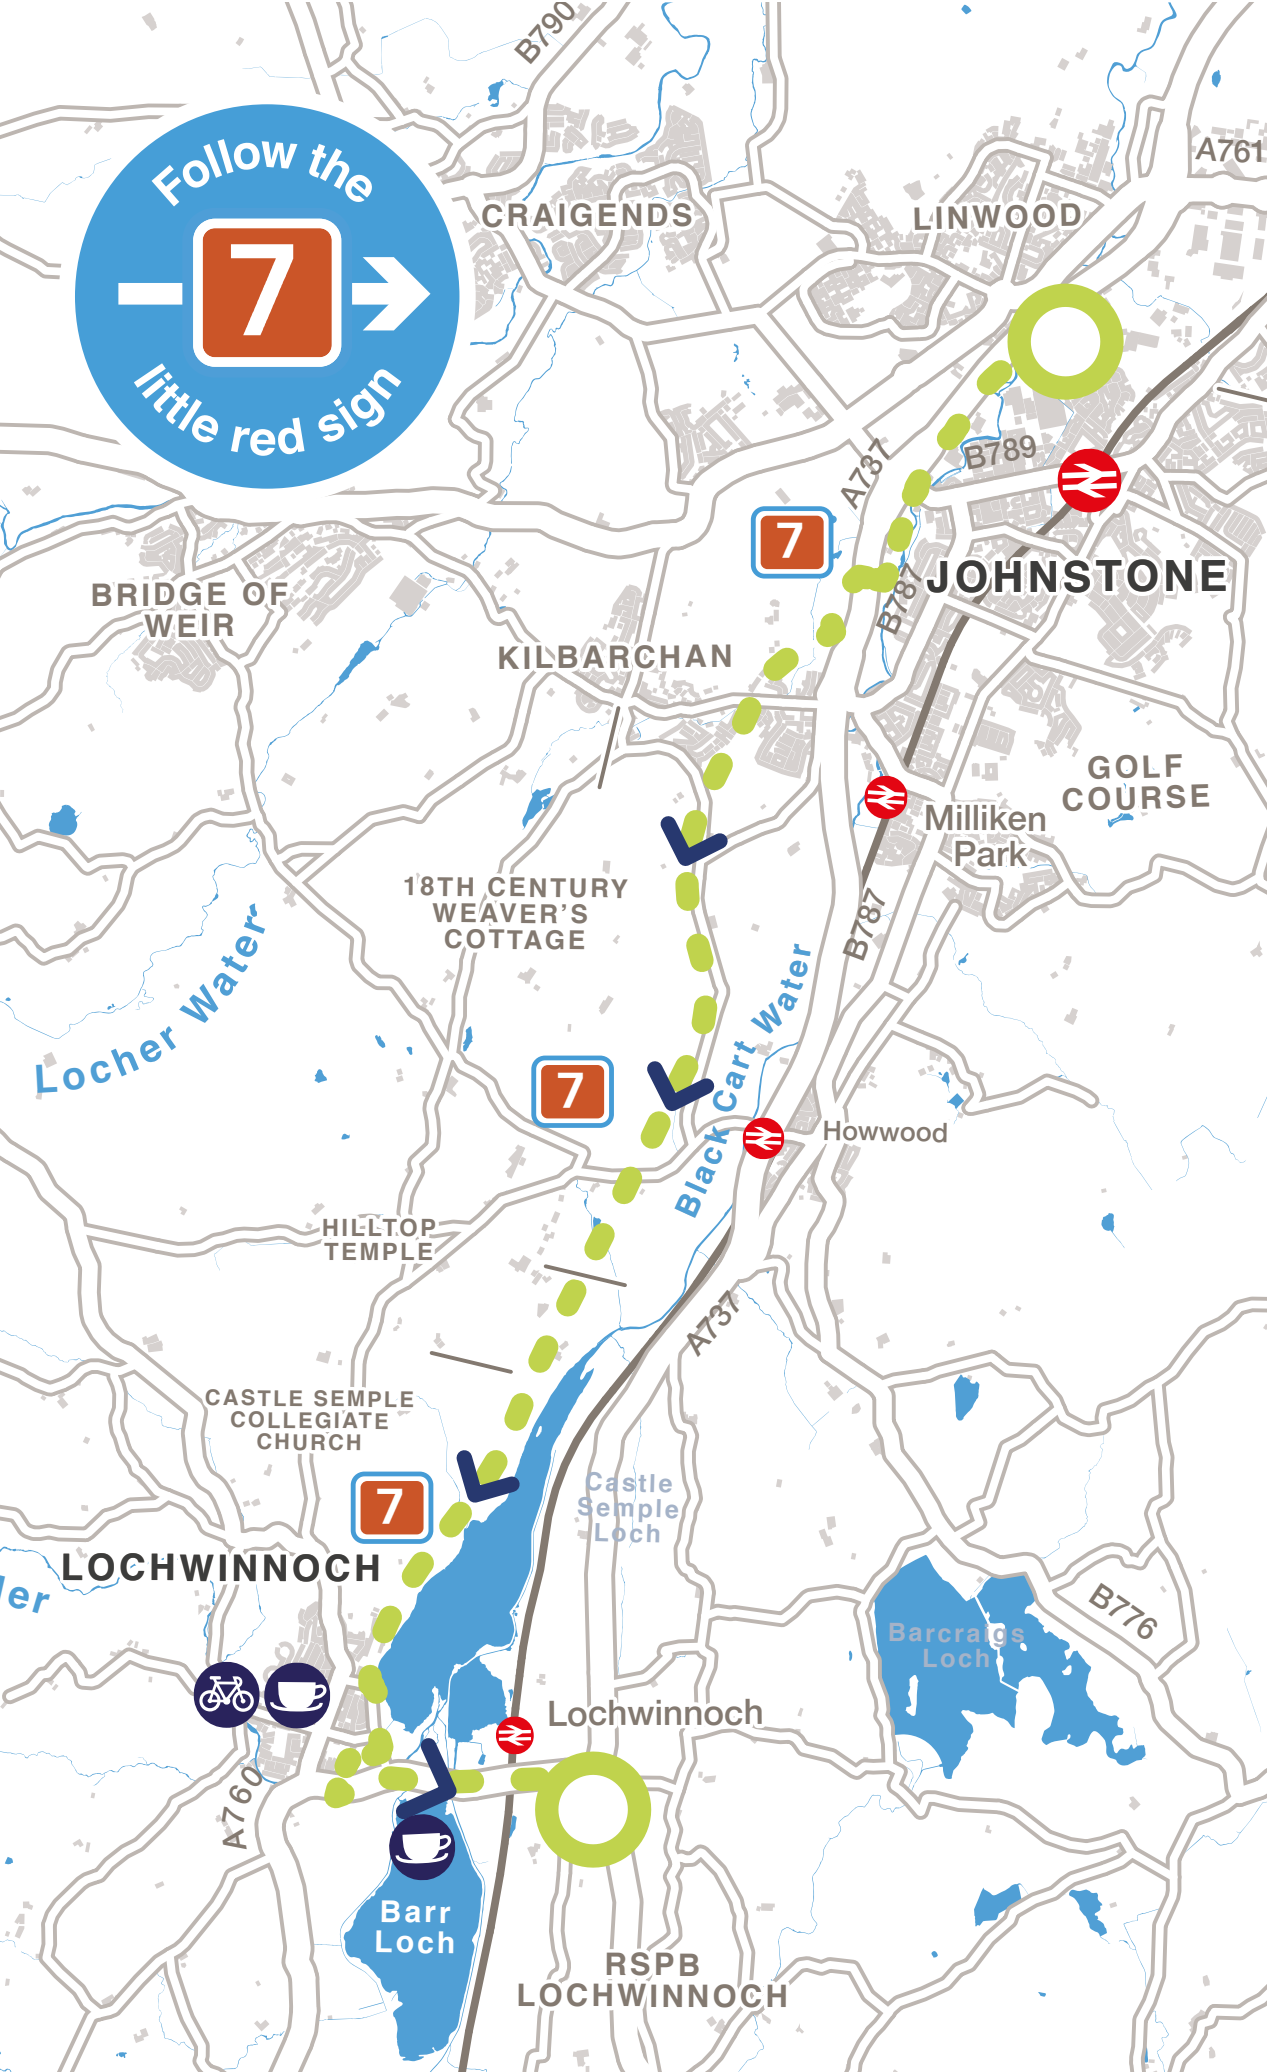 B790
A761
Follow the
7
little red sign
CRAIGENDS
LINWOOD
B789
A737
7
JOHNSTONE
B787
BRIDGE OF
WEIR
KILBARCHAN
GOLF
COURSE
Milliken
Park
18TH CENTURY
WEAVER'S
COTTAGE
B787
Locher Water
Black Cart Water
7
Howwood
HILLTOP
TEMPLE
A737
CASTLE SEMPLE
COLLEGIATE
CHURCH
Castle
Semple
Loch
7
LOCHWINNOCH
B776
Barcraigs
Loch
Lochwinnoch
A760
Barr
Loch
RSPB
LOCHWINNOCH